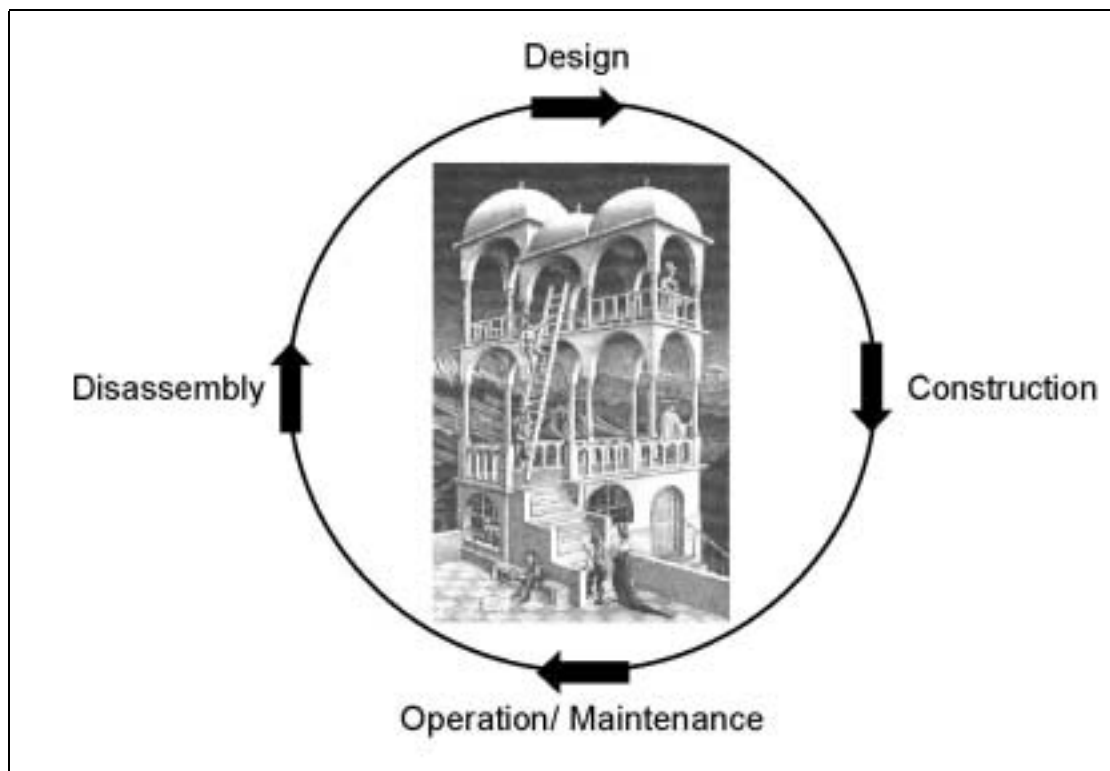 Design
Disassembly
Construction
Operation/ Maintenance